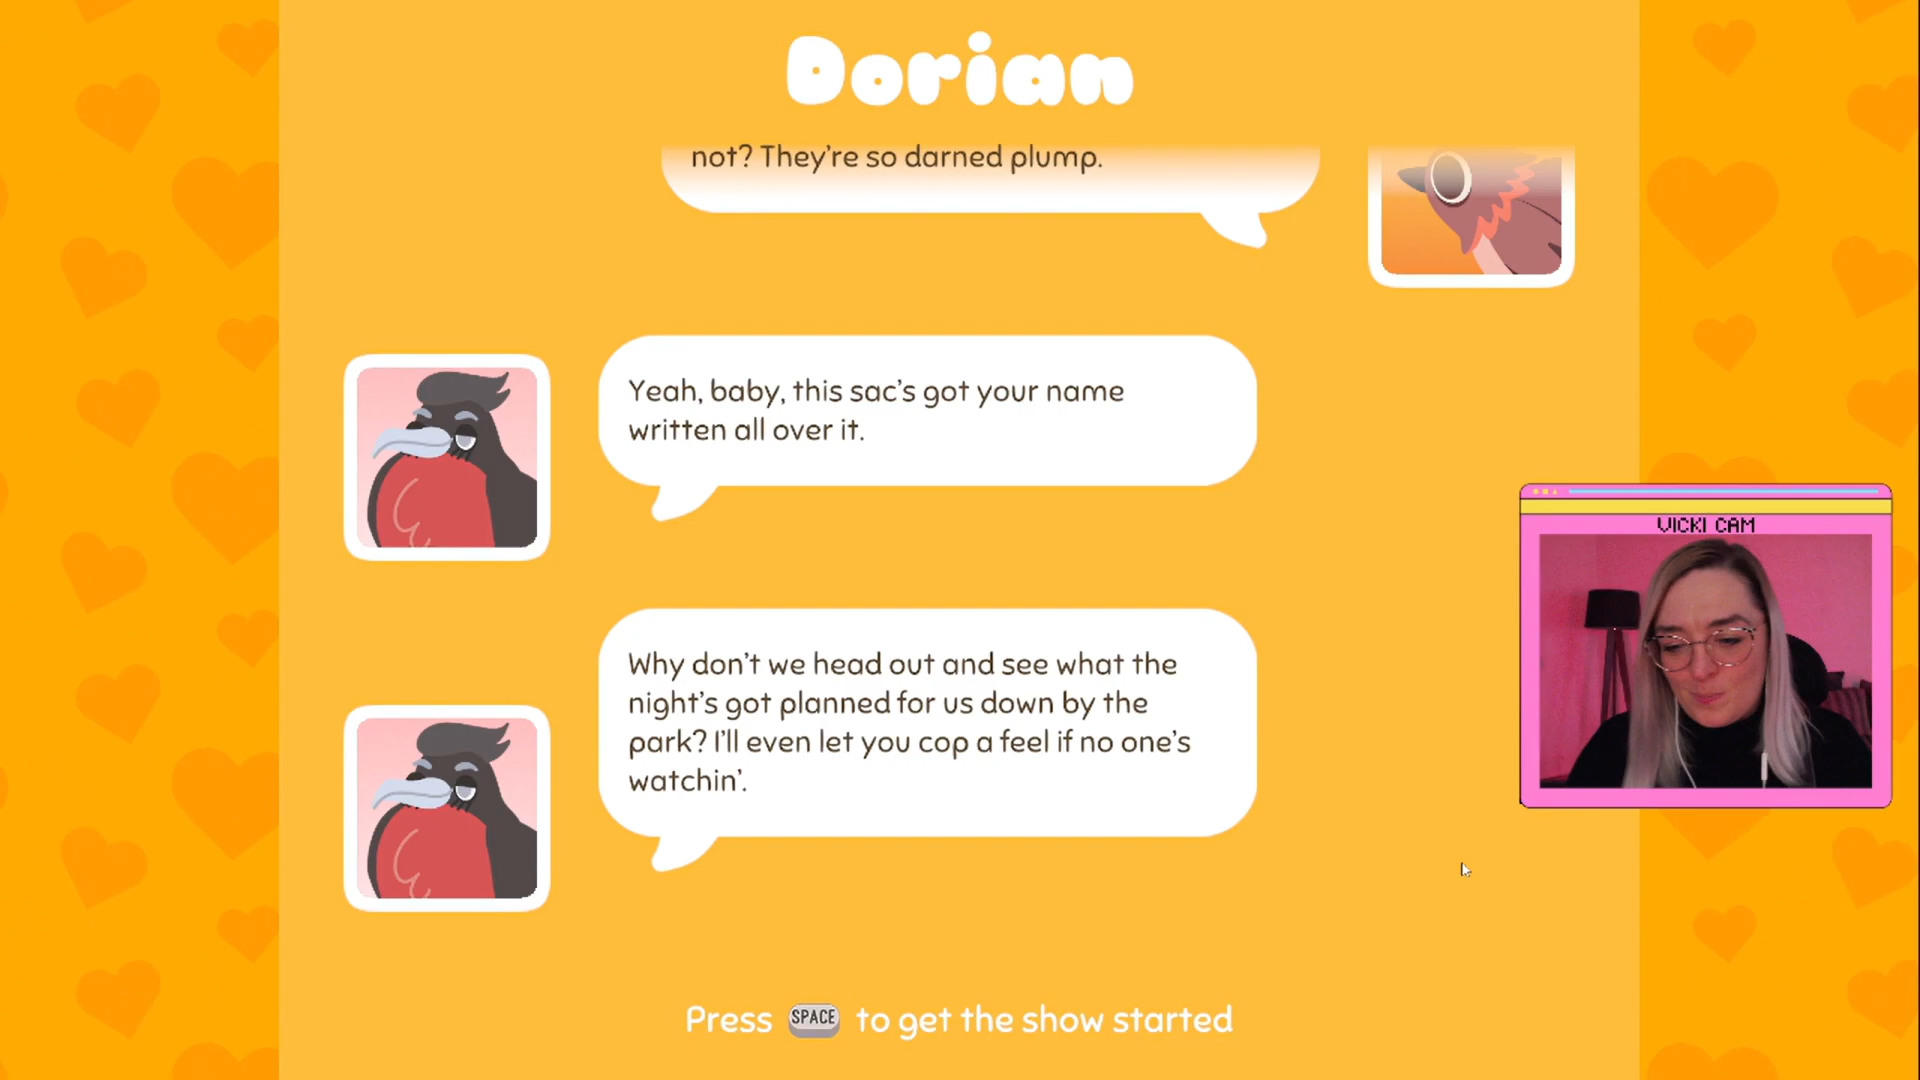 Dorian
not? They're so darned plump.
Yeah, baby, this sac's got your name
written all over it.
Why don't we head out and see what the
night's got planned for us down by the
park? I'll even let you cop a feel if no one's
watchin'.
VICKI CAM
Press SPACE to get the show started